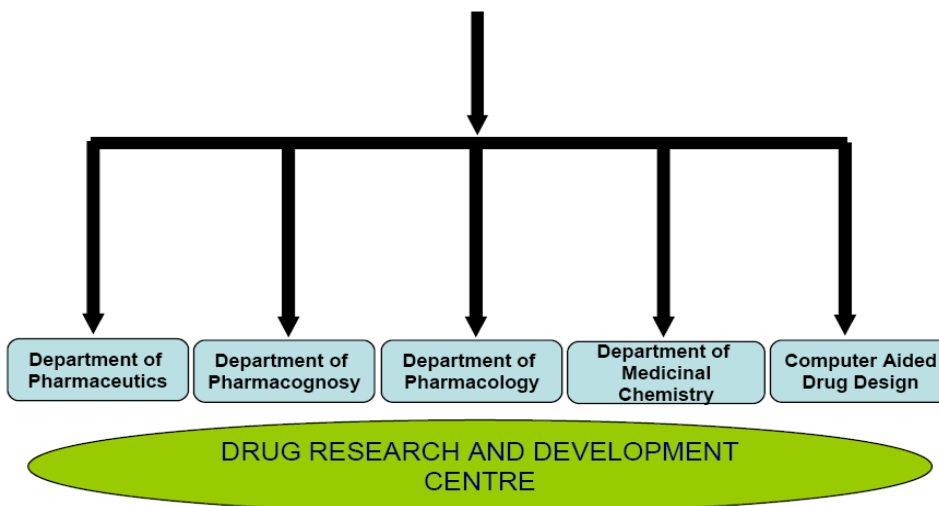 Department of
Pharmaceutics
Department of
Pharmacognosy
Department of
Pharmacology
Department of
Medicinal
Chemistry
Computer Aided
Drug Design
DRUG RESEARCH AND DEVELOPMENT
CENTRE